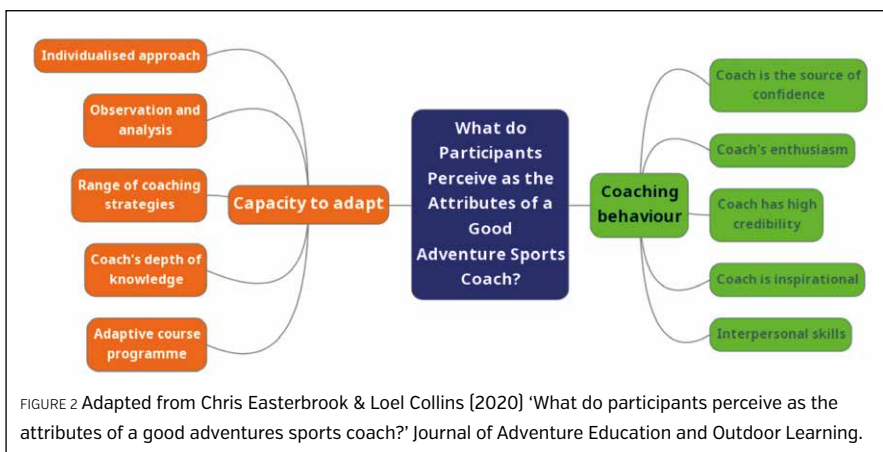 Individualised approach
Observation and
analysis
Range of coaching
strategies
Coach's depth of
knowledge
Adaptive course
programme
Capacity to adapt
What do
Participants
Perceive as the
Attributes of a
Good
Adventure Sports
Coach?
Coaching
behaviour
Coach is the source of
confidence
Coach's enthusiasm
Coach has high
credibility
Coach is inspirational
Interpersonal skills
FIGURE 2 Adapted from Chris Easterbrook & Loel Collins (2020) ‘What do participants perceive as the
attributes of a good adventures sports coach?’ Journal of Adventure Education and Outdoor Learning.